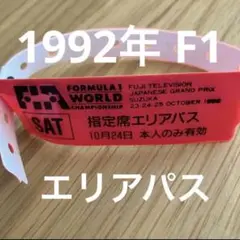 1992年 F1
FIA
FORMULA 1
WORLD
CHAMPIONSHIP
FUJI TELEVISION
JAPANESE GRAND PRIX
SUZUKA
23·24·25 OCTOBER 1992
SAT
指定席エリアパス
10月24日 本人のみ有効
エリアパス